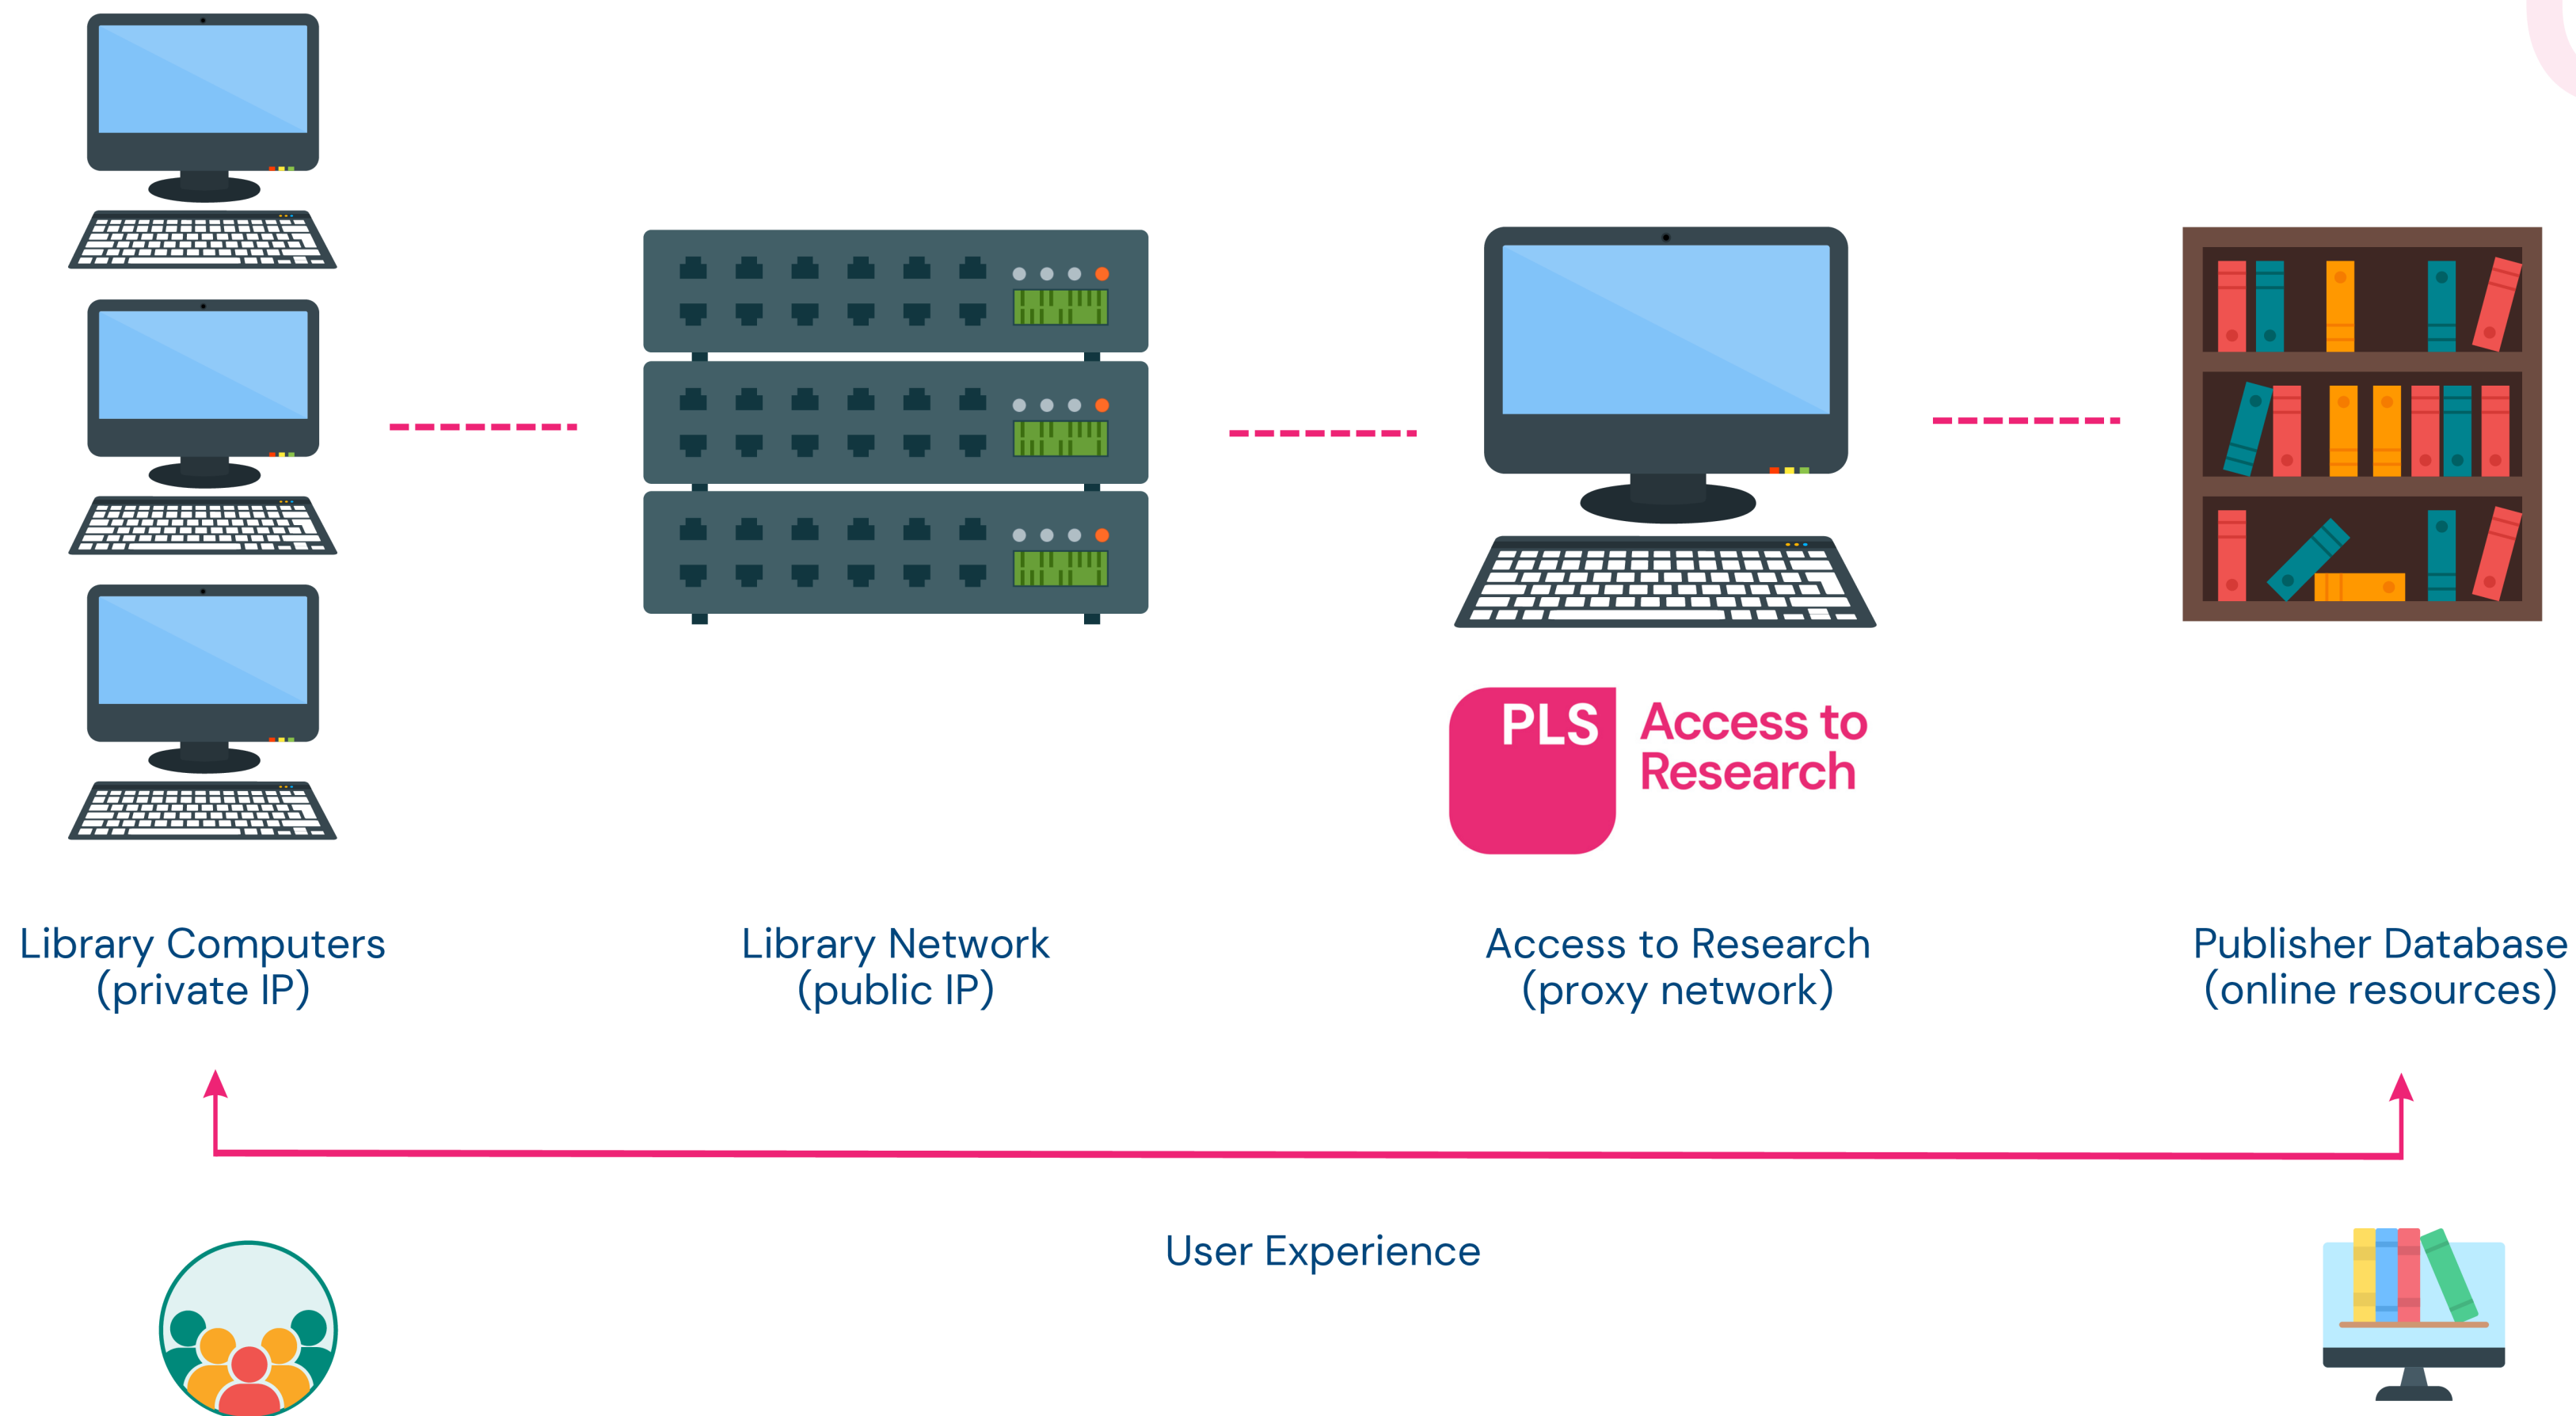 PLS
Access to
Research
Library Computers
(private IP)
Library Network
(public IP)
Access to Research
(proxy network)
Publisher Database
(online resources)
User Experience